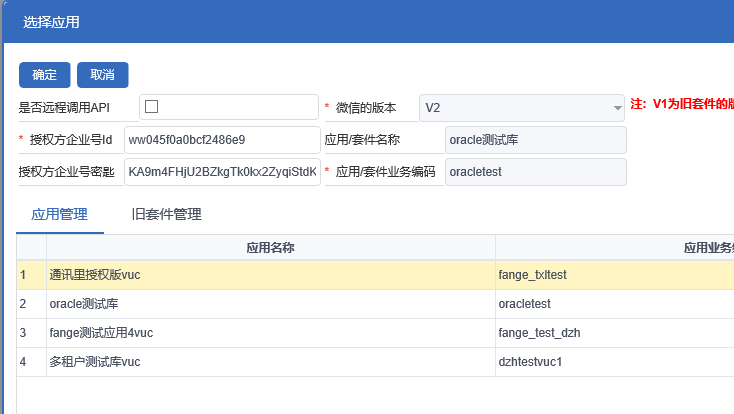 选择应用
确定 取消
是否远程调用API * 微信的版本 V2 注: V1为旧套件的
* 授权方企业号Id ww045f0a0bcf2486e9 应用/套件名称 oracle测试库
授权方企业号密匙 KA9m4FHjU2BZkgTk0kx2ZyqiStdK * 应用/套件业务编码 oracletest
应用管理 旧套件管理
应用名称 应用业务
1 通讯里授权版vuc fange_txltest
2 oracle测试库 oracletest
3 fange测试应用4vuc fange_test_dzh
4 多租户测试库vuc dzhtestvuc1